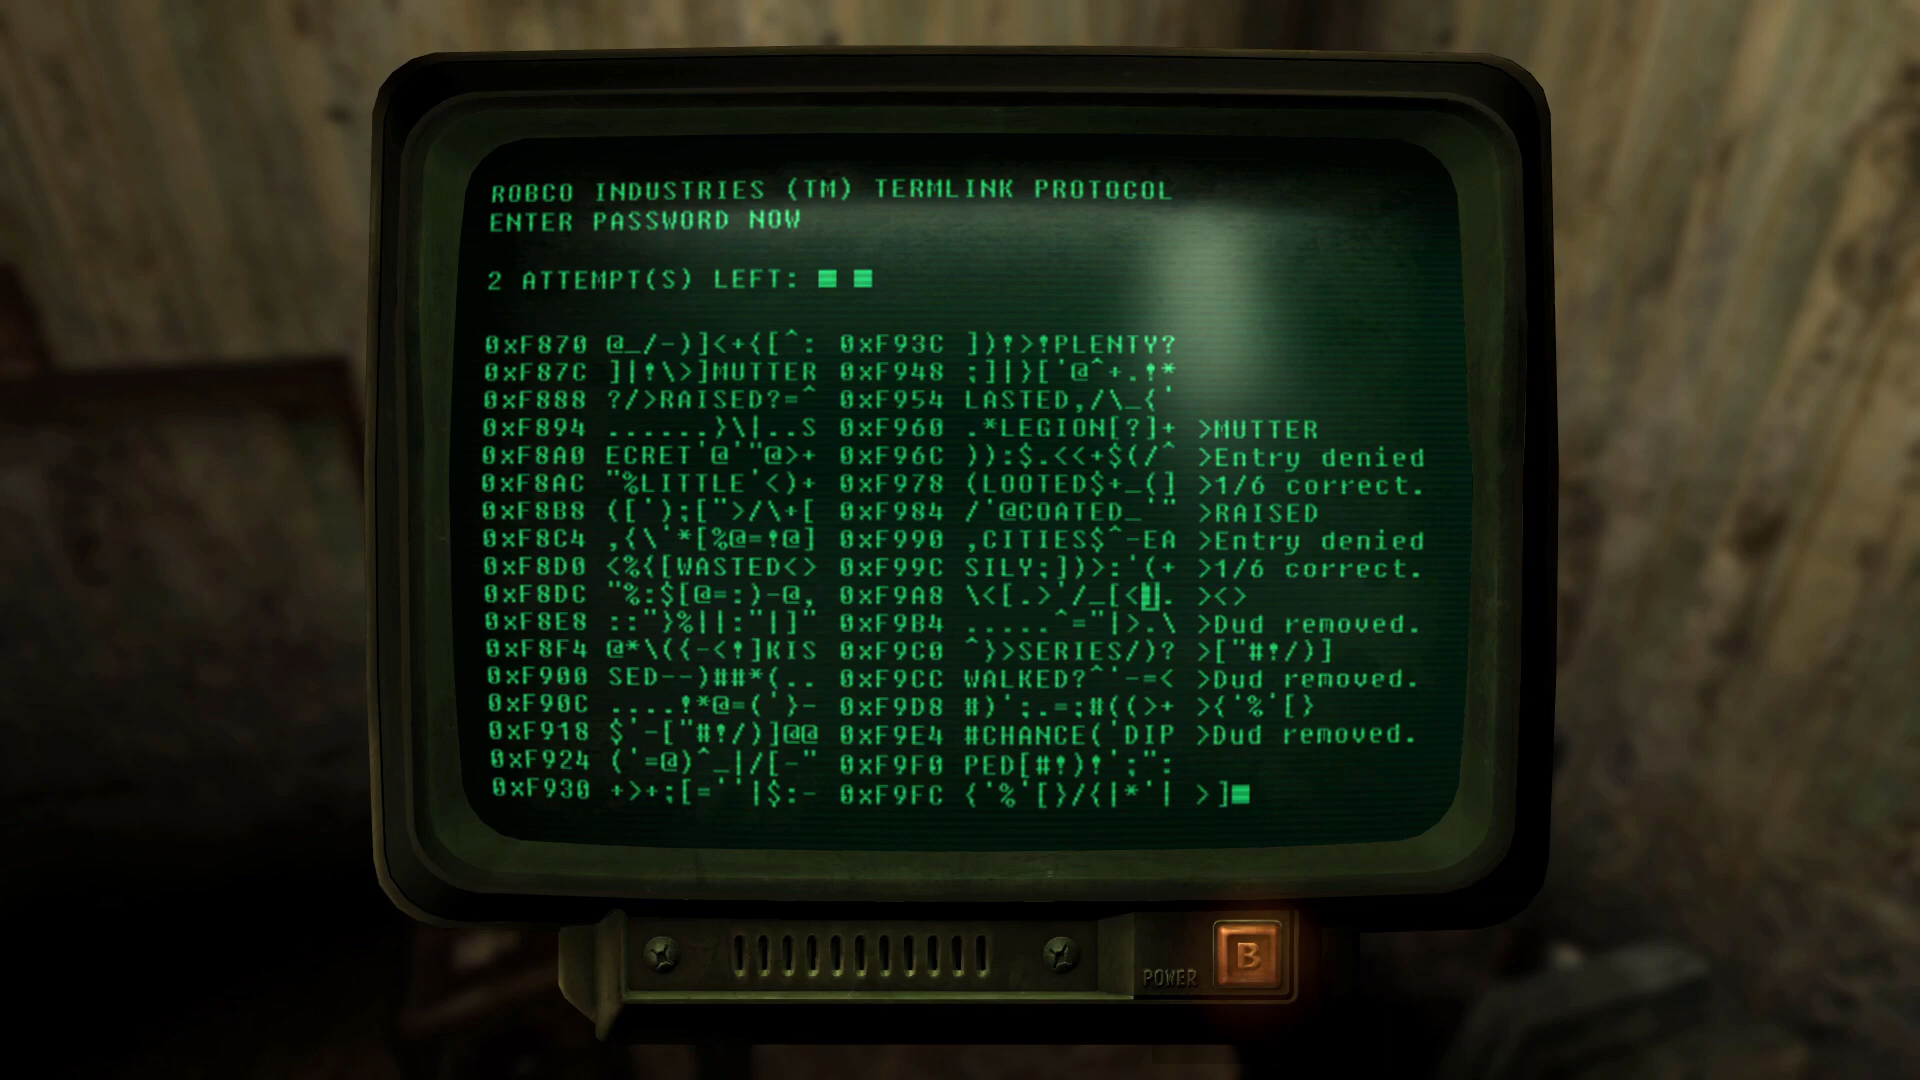 ROBCO INDUSTRIES (TM) TERMLINK PROTOCOL
ENTER PASSWORD NOW
2 ATTEMPT(S) LEFT: ■ ■
0xF870 @_/-)]<+{[^:
0xF87C ]|!\>]MUTTER
0xF888 ?/>RAISED?=^
0xF894 ......}\|..S
0xF8A0 ECRET'@'"@>+
0xF8AC "%LITTLE'<)+
0xF8B8 ([');[">/\+[
0xF8C4 ,{\'*[%@=!@]
0xF8D0 <%{[WASTED<>
0xF8DC "%:$[@=:)-@,
0xF8E8 ::"}%||:"|]"
0xF8F4 @*\({-<!]KIS
0xF900 SED--)##*(..
0xF90C ....!*@=('}-
0xF918 $'-["#!/)]@@
0xF924 ('=@)^_|/[-"
0xF930 +>+;[=''|$:-
0xF93C ])!>!PLENTY?
0xF948 ;]|}['@^+.!*
0xF954 LASTED,/\_{'
0xF960 .*LEGION[?]+
0xF96C )):$.<<+$(/^
0xF978 (LOOTED$+_(]
0xF984 /'@COATED_'"
0xF990 ,CITIES$^-EA
0xF99C SILY;])>:'(+
0xF9A8 \<[.>'/_[<].
0xF9B4 .....^="|>.\
0xF9C0 ^}>SERIES/)?
0xF9CC WALKED?^'-=<
0xF9D8 #)';.=;#((>+
0xF9E4 #CHANCE('DIP
0xF9F0 PED[#!)!';":
0xF9FC {'%'[}/{|*'|
>MUTTER
>Entry denied
>1/6 correct.
>RAISED
>Entry denied
>1/6 correct.
><>
>Dud removed.
>["#!/)]
>Dud removed.
>{'%'[}
>Dud removed.
>]■
POWER
B